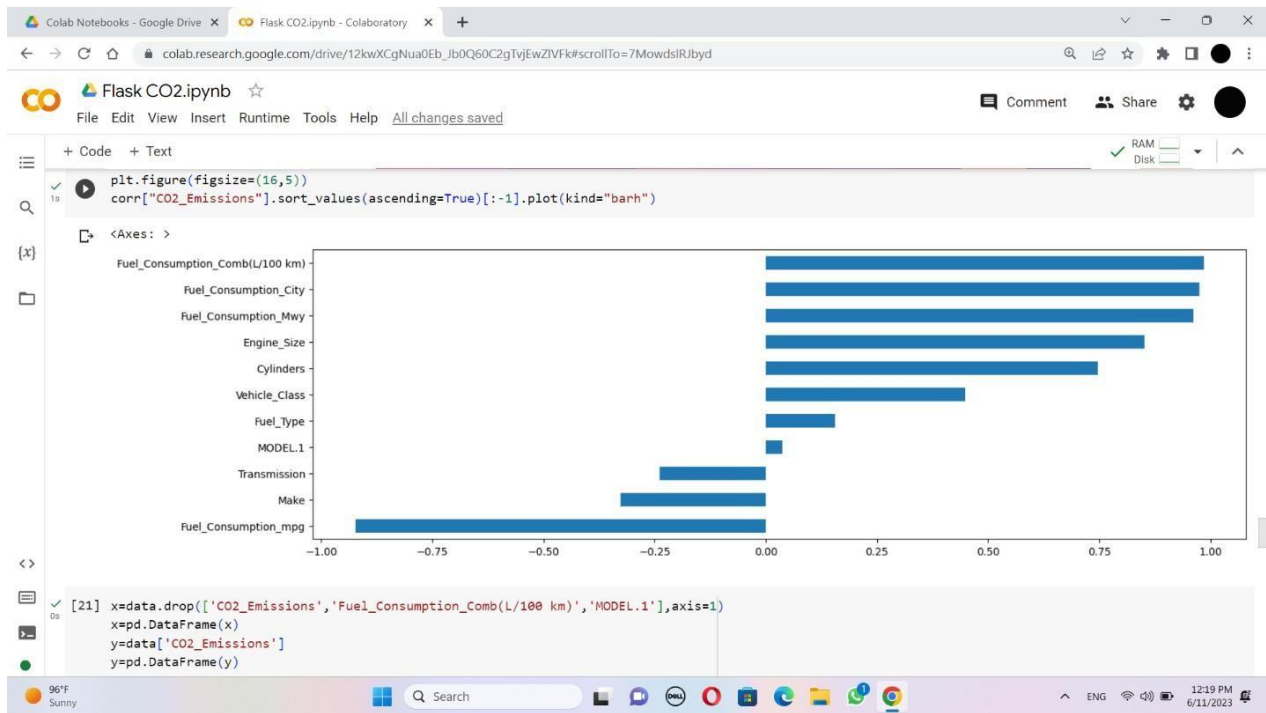 Colab Notebooks - Google Drive
Flask CO2.ipynb - Colaboratory
colab.research.google.com/drive/12kwXCgNua0Eb_Jb0Q60C2gTvjEwZlVFk#scrollTo=7MowdslRJbyd
CO
Flask CO2.ipynb
Comment
Share
File Edit View Insert Runtime Tools Help All changes saved
+ Code + Text
RAM
Disk
1s
plt.figure(figsize=(16,5))
corr["CO2_Emissions"].sort_values(ascending=True)[:-1].plot(kind="barh")
<Axes: >
{x}
Fuel_Consumption_Comb(L/100 km)
Fuel_Consumption_City
Fuel_Consumption_Mwy
Engine_Size
Cylinders
Vehicle_Class
Fuel_Type
MODEL.1
Transmission
Make
Fuel_Consumption_mpg
−1.00 −0.75 −0.50 −0.25 0.00 0.25 0.50 0.75 1.00
0s
[21] x=data.drop(['CO2_Emissions','Fuel_Consumption_Comb(L/100 km)','MODEL.1'],axis=1)
x=pd.DataFrame(x)
y=data['CO2_Emissions']
y=pd.DataFrame(y)
96°F
Sunny
Search
DELL
ENG
12:19 PM
6/11/2023